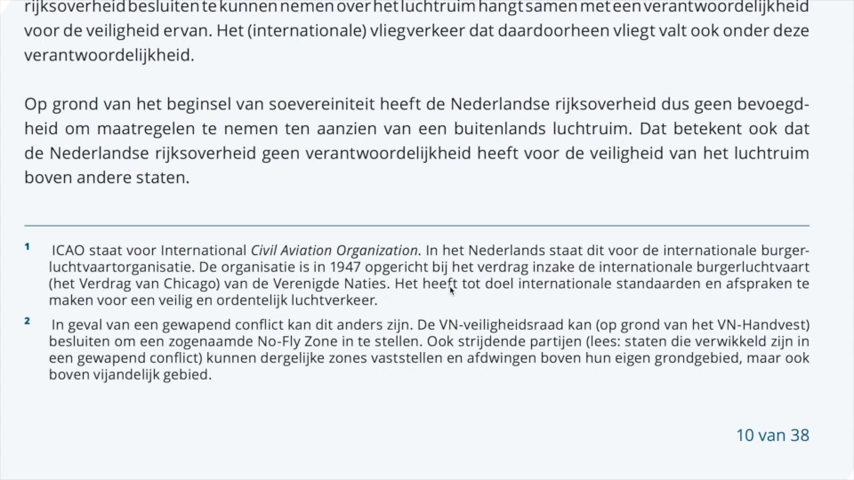 rijksoverheid besluiten te kunnen nemen over het luchtruim hangt samen met een verantwoordelijkheid
voor de veiligheid ervan. Het (internationale) vliegverkeer dat daardoorheen vliegt valt ook onder deze
verantwoordelijkheid.
Op grond van het beginsel van soevereiniteit heeft de Nederlandse rijksoverheid dus geen bevoegd-
heid om maatregelen te nemen ten aanzien van een buitenlands luchtruim. Dat betekent ook dat
de Nederlandse rijksoverheid geen verantwoordelijkheid heeft voor de veiligheid van het luchtruim
boven andere staten.
1 ICAO staat voor International Civil Aviation Organization. In het Nederlands staat dit voor de internationale burger-
luchtvaartorganisatie. De organisatie is in 1947 opgericht bij het verdrag inzake de internationale burgerluchtvaart
(het Verdrag van Chicago) van de Verenigde Naties. Het heeft tot doel internationale standaarden en afspraken te
maken voor een veilig en ordentelijk luchtverkeer.
2 In geval van een gewapend conflict kan dit anders zijn. De VN-veiligheidsraad kan (op grond van het VN-Handvest)
besluiten om een zogenaamde No-Fly Zone in te stellen. Ook strijdende partijen (lees: staten die verwikkeld zijn in
een gewapend conflict) kunnen dergelijke zones vaststellen en afdwingen boven hun eigen grondgebied, maar ook
boven vijandelijk gebied.
10 van 38